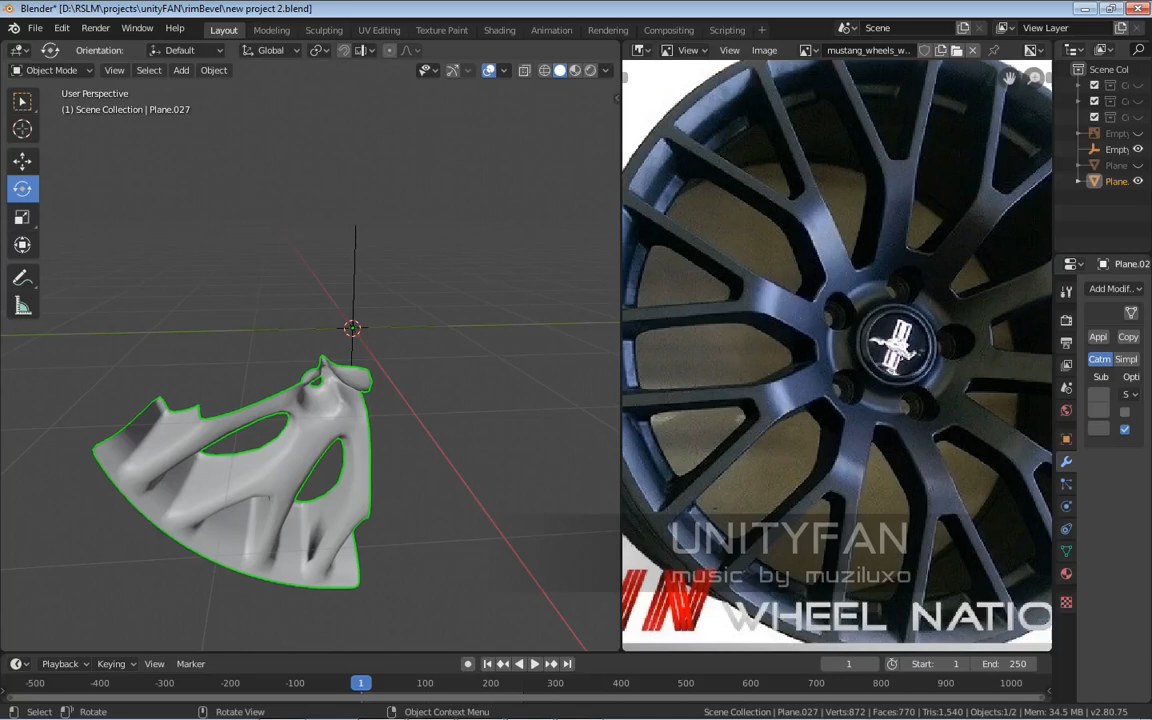 Blender* [D:\RSLM\projects\unityFAN\rimBevel\new project 2.blend]
File Edit Render Window Help Layout Modeling Sculpting UV Editing Texture Paint Shading Animation Rendering Compositing Scripting + Scene View Layer
Orientation: Default Global View View Image mustang_wheels_w..
Object Mode View Select Add Object Scene Col
User Perspective
(1) Scene Collection | Plane.027
Empty
Empty
Plane
Plane.
Plane.02
Add Modif..
Appl Copy
Catm Simpl
Sub Opti
S
UNITYFAN
music by muziluxo
WHEEL NATIO
Playback Keying View Marker 1 Start: 1 End: 250
-500 -400 -300 -200 -100 1 100 200 300 400 500 600 700 800 900 1000
Select Rotate Rotate View Object Context Menu Scene Collection | Plane.027 | Verts:872 | Faces:770 | Tris:1,540 | Objects:1/2 | Mem: 34.5 MB | v2.80.75